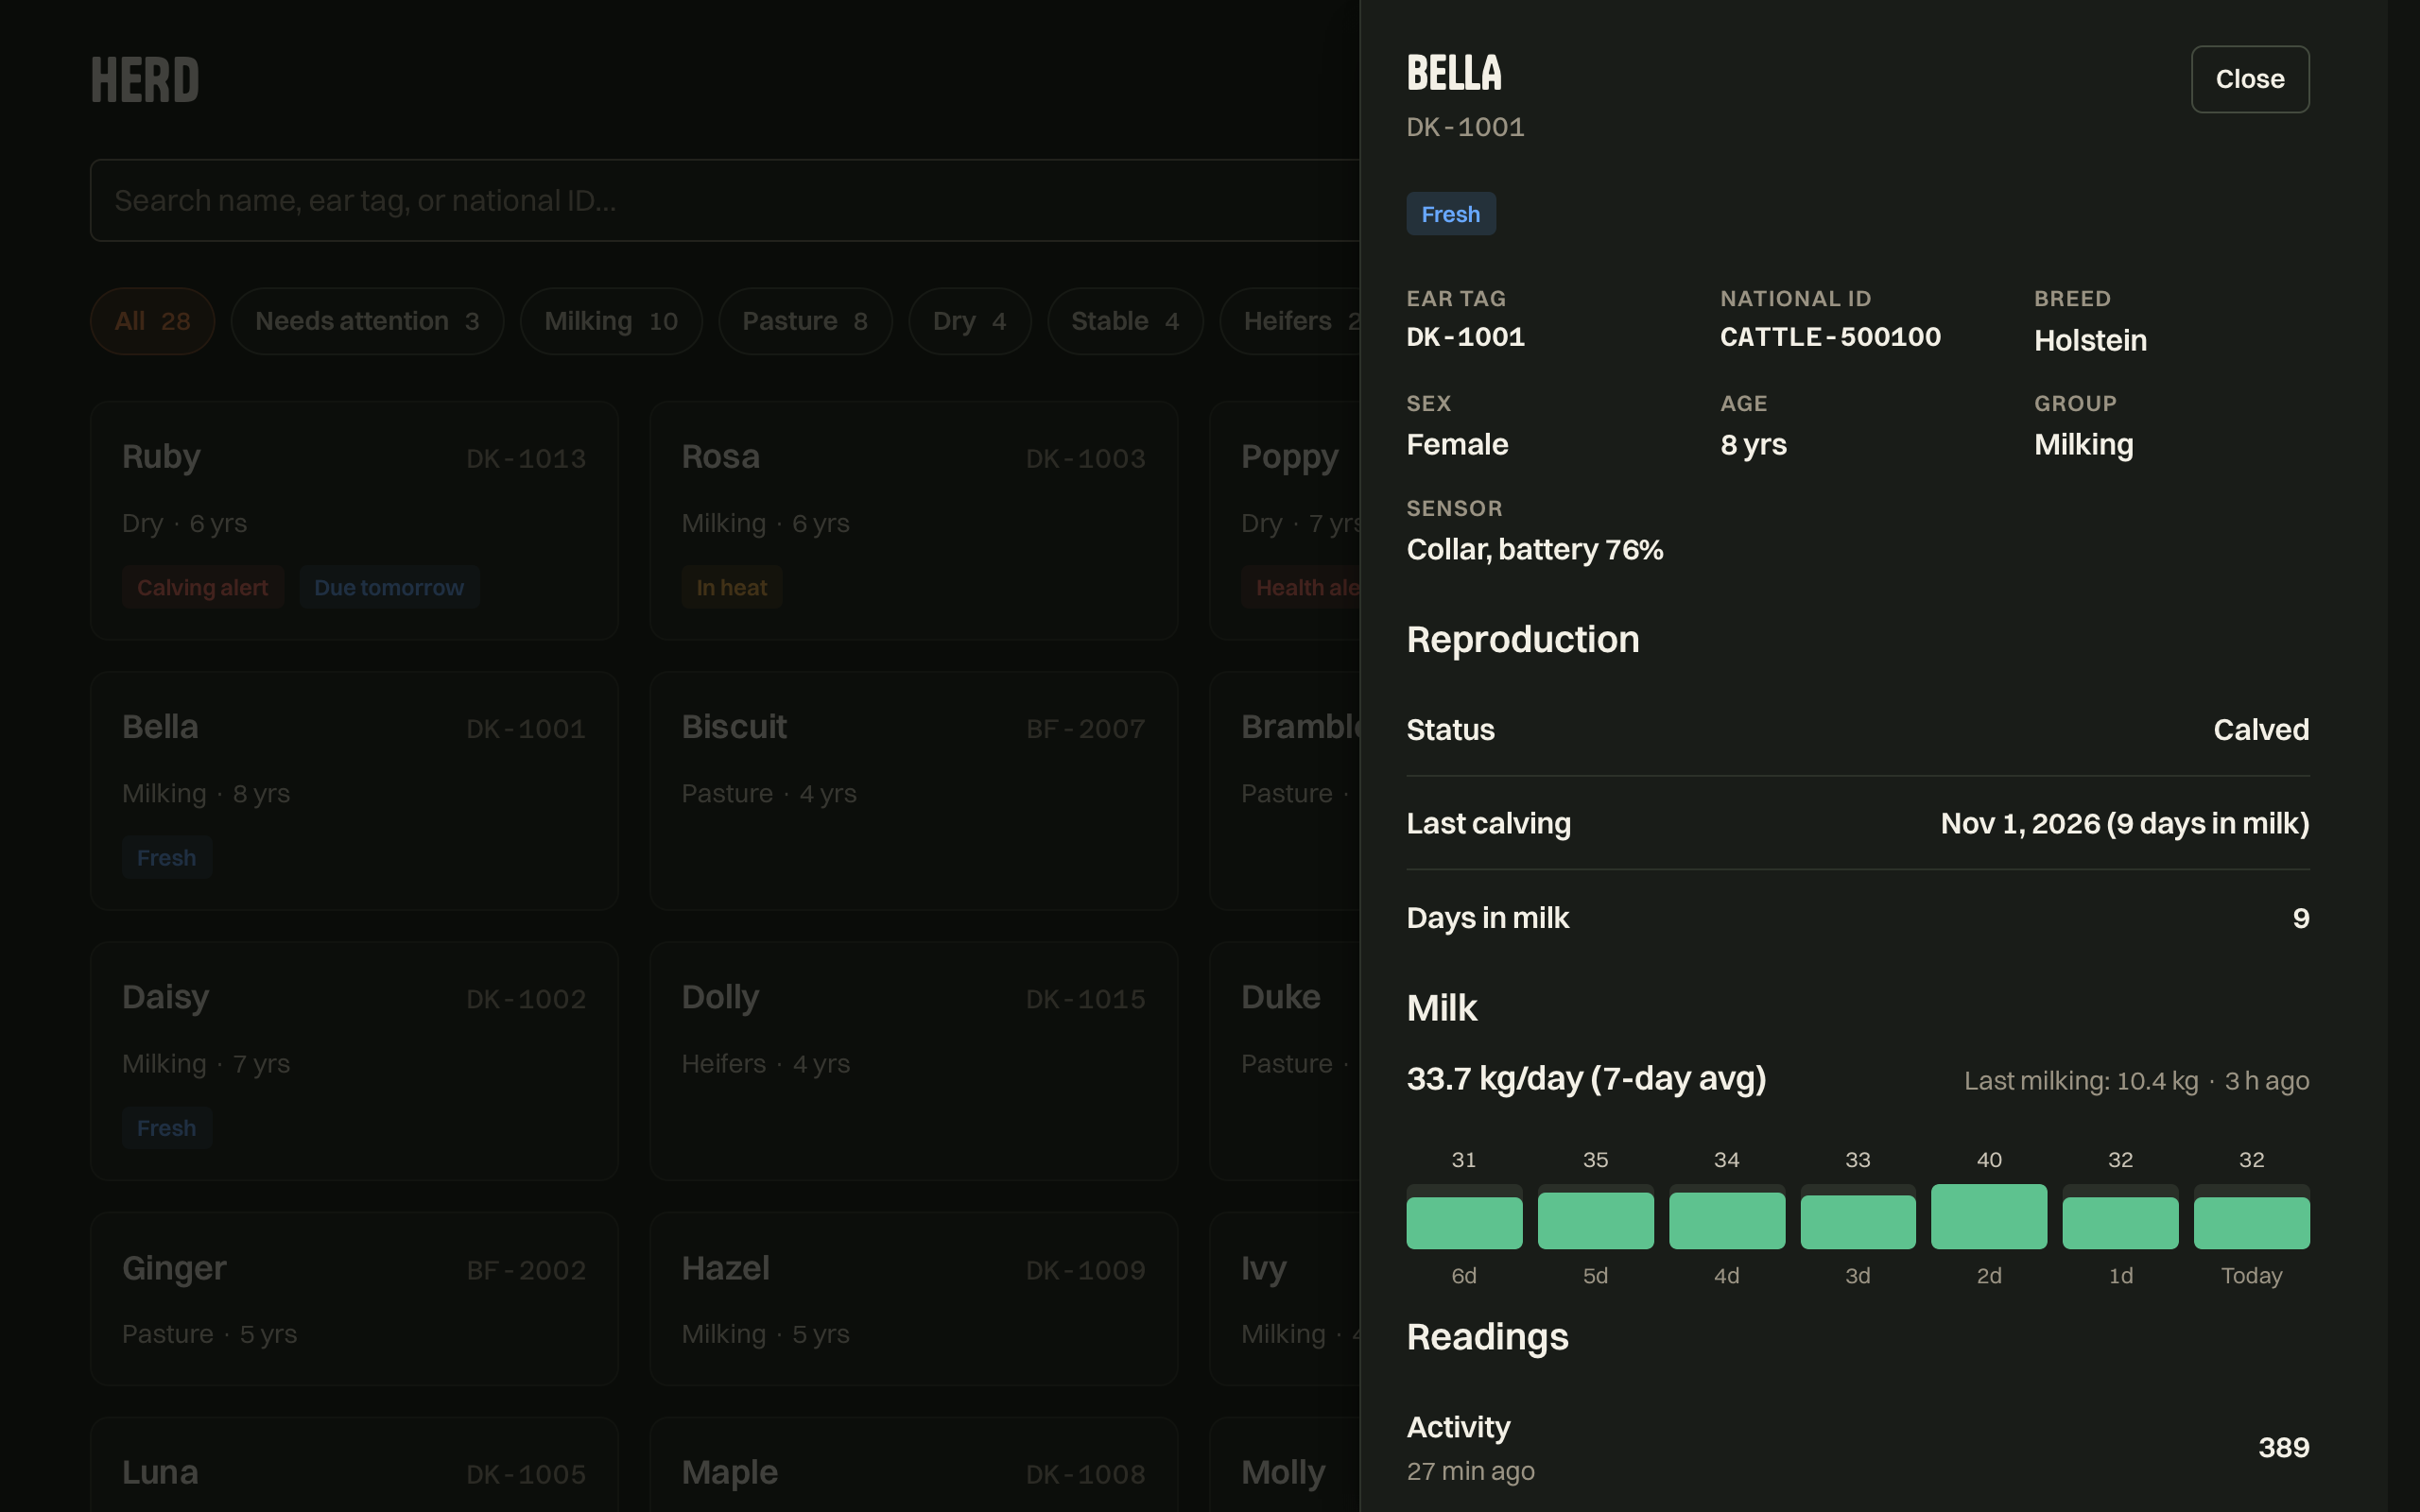 HERD
Search name, ear tag, or national ID...
All 28 Needs attention 3 Milking 10 Pasture 8 Dry 4 Stable 4 Heifers
Ruby DK-1013
Dry · 6 yrs
Calving alert Due tomorrow
Rosa DK-1003
Milking · 6 yrs
In heat
Poppy
Dry · 7 yrs
Health
Bella DK-1001
Milking · 8 yrs
Fresh
Biscuit BF-2007
Pasture · 4 yrs
Pasture ·
Daisy DK-1002
Milking · 7 yrs
Fresh
Dolly DK-1015
Heifers · 4 yrs
Duke
Pasture ·
Ginger BF-2002
Pasture · 5 yrs
Hazel DK-1009
Milking · 5 yrs
Ivy
Milking ·
Luna DK-1005
Maple DK-1008
Molly
BELLA
Close
DK-1001
Fresh
EAR TAG NATIONAL ID BREED
DK-1001 CATTLE-500100 Holstein
SEX AGE GROUP
Female 8 yrs Milking
SENSOR
Collar, battery 76%
Reproduction
Status Calved
Last calving Nov 1, 2026 (9 days in milk)
Days in milk 9
Milk
33.7 kg/day (7-day avg) Last milking: 10.4 kg · 3 h ago
31 35 34 33 40 32 32
6d 5d 4d 3d 2d 1d Today
Readings
Activity 389
27 min ago